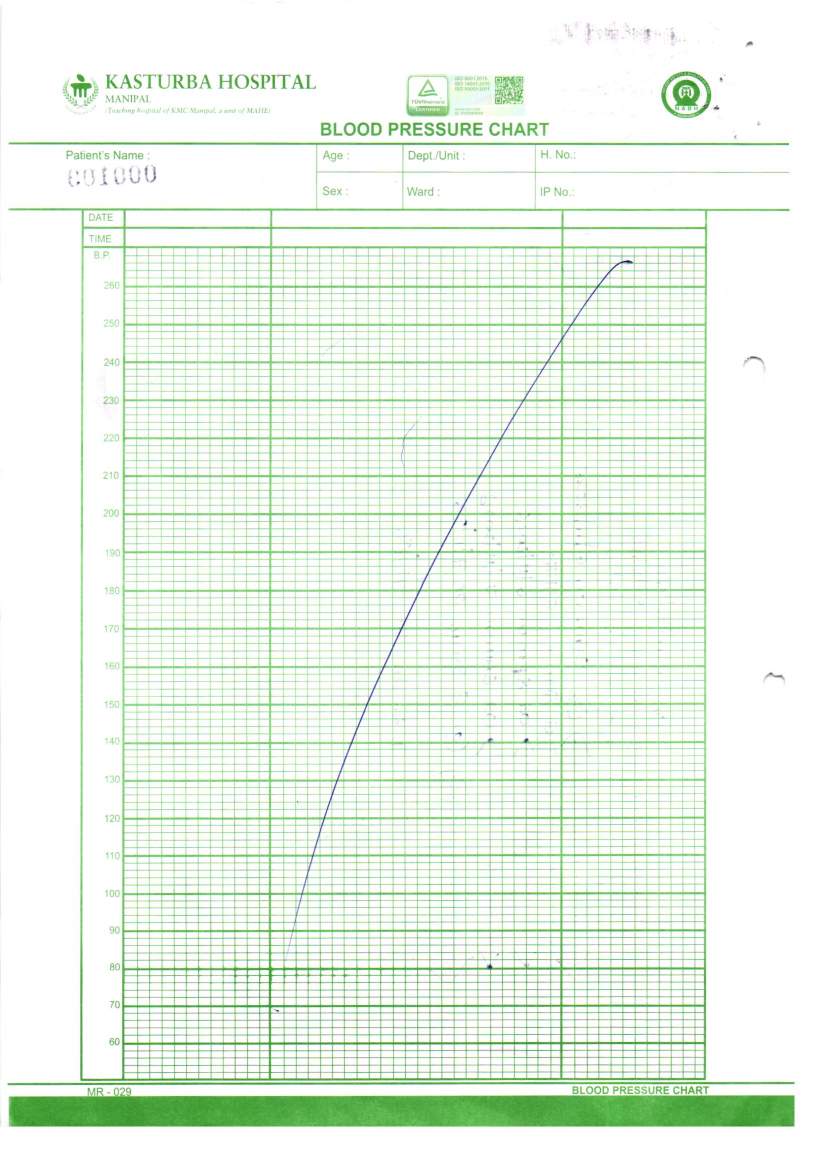 KASTURBA HOSPITAL
MANIPAL
(Teaching hospital of KMC Manipal, a unit of MAHE)
BLOOD PRESSURE CHART
Patient's Name :
Age :
Dept./Unit :
H. No.:
Sex :
Ward :
IP No.:
DATE
TIME
B.P.
260
250
240
230
220
210
200
190
180
170
160
150
140
130
120
110
100
90
80
70
60
MR - 029
BLOOD PRESSURE CHART